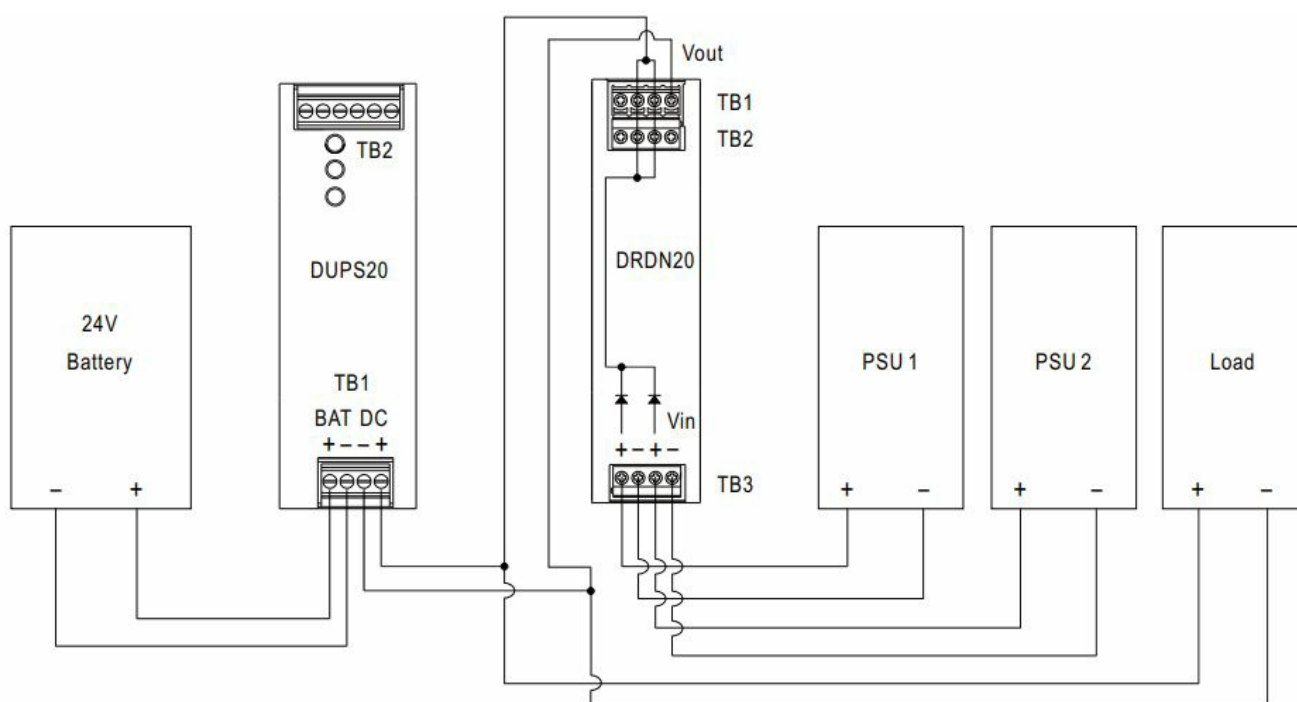 Vout
TB1
TB2
TB2
DUPS20
DRDN20
24V
Battery
PSU 1
PSU 2
Load
TB1
BAT DC
+ − − +
Vin
+ − + −
TB3
− +
+ −
+ −
+ −